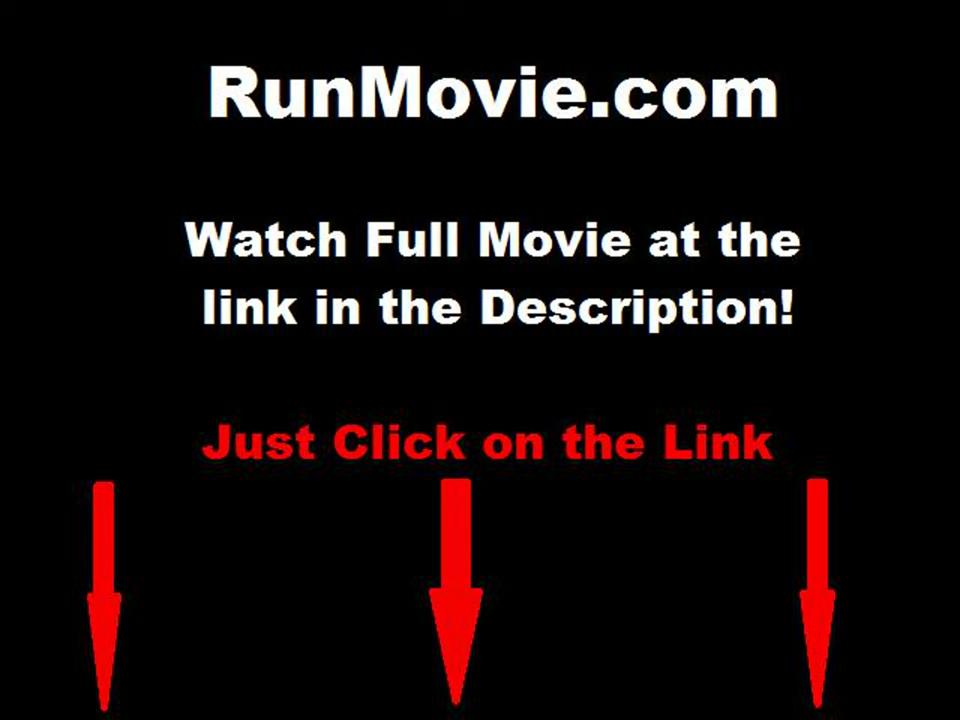 RunMovie.com
Watch Full Movie at the
link in the Description!
Just Click on the Link